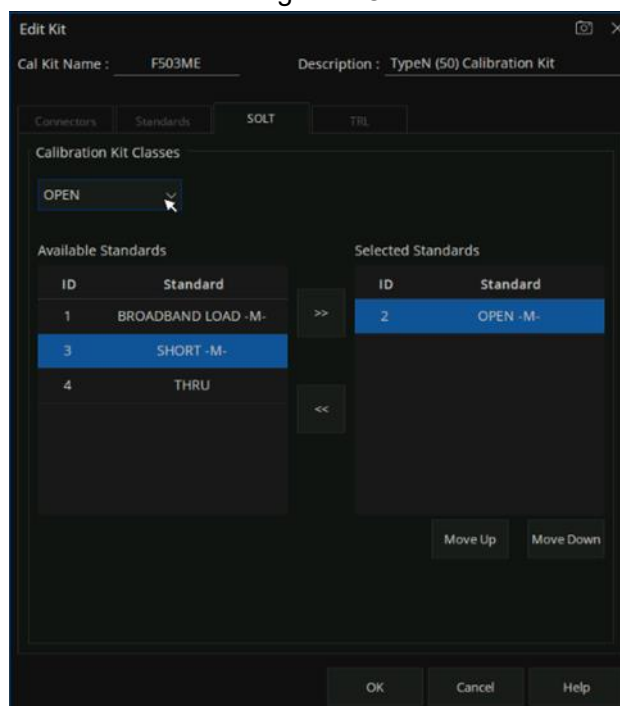 Edit Kit
Cal Kit Name : F503ME Description : TypeN (50) Calibration Kit
Connectors Standards SOLT TRL
Calibration Kit Classes
OPEN
Available Standards Selected Standards
ID Standard >> ID Standard
1 BROADBAND LOAD -M- 2 OPEN -M-
3 SHORT -M-
4 THRU
<<
Move Up Move Down
OK Cancel Help